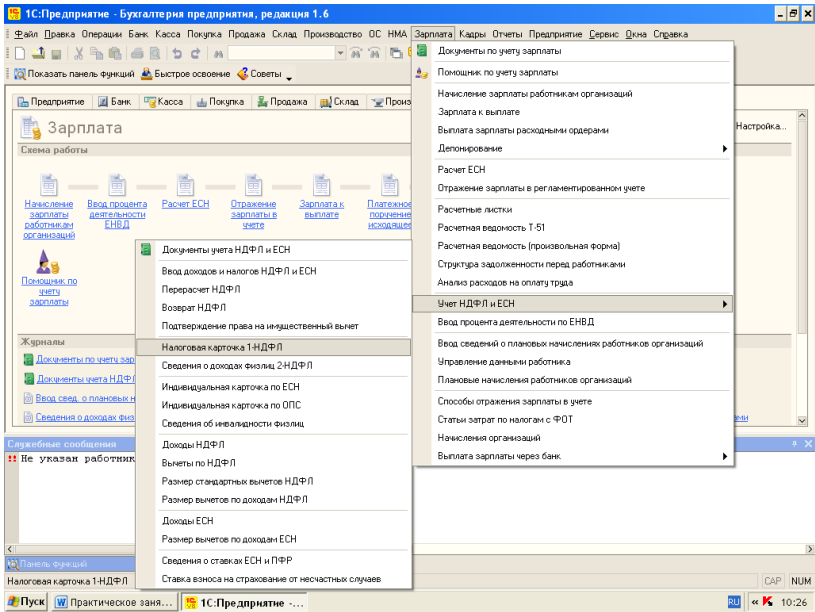 1С:Предприятие - Бухгалтерия предприятия, редакция 1.6
Файл Правка Операции Банк Касса Покупка Продажа Склад Производство ОС НМА Зарплата Кадры Отчеты Предприятие Сервис Окна Справка
Показать панель функций Быстрое освоение Советы
Предприятие Банк Касса Покупка Продажа Склад Произв
Зарплата
Настройка...
Схема работы
Начисление зарплаты работникам организаций
Ввод процента деятельности ЕНВД
Расчет ЕСН
Отражение зарплаты в учете
Зарплата к выплате
Платежное поручение исходящее
Помощник по учету зарплаты
Журналы
Документы по учету зар
Документы учета НДФ
Ввод свед. о плановых н
Сведения о доходах физ
ами
Документы по учету зарплаты
Помощник по учету зарплаты
Начисление зарплаты работникам организаций
Зарплата к выплате
Выплата зарплаты расходными ордерами
Депонирование
Расчет ЕСН
Отражение зарплаты в регламентированном учете
Расчетные листки
Расчетная ведомость Т-51
Расчетная ведомость (произвольная форма)
Структура задолженности перед работниками
Анализ расходов на оплату труда
Учет НДФЛ и ЕСН
Ввод процента деятельности по ЕНВД
Ввод сведений о плановых начислениях работников организаций
Управление данными работника
Плановые начисления работников организаций
Способы отражения зарплаты в учете
Статьи затрат по налогам с ФОТ
Начисления организаций
Выплата зарплаты через банк
Документы учета НДФЛ и ЕСН
Ввод доходов и налогов НДФЛ и ЕСН
Перерасчет НДФЛ
Возврат НДФЛ
Подтверждение права на имущественный вычет
Налоговая карточка 1-НДФЛ
Сведения о доходах физлиц 2-НДФЛ
Индивидуальная карточка по ЕСН
Индивидуальная карточка по ОПС
Сведения об инвалидности физлиц
Доходы НДФЛ
Вычеты по НДФЛ
Размер стандартных вычетов НДФЛ
Размер вычетов по доходам НДФЛ
Доходы ЕСН
Размер вычетов по доходам ЕСН
Сведения о ставках ЕСН и ПФР
Ставка взноса на страхование от несчастных случаев
Служебные сообщения
!! Не указан работник
Панель функций
Налоговая карточка 1-НДФЛ
CAP NUM
Пуск Практическое заня... 1С:Предприятие -... RU « 10:26